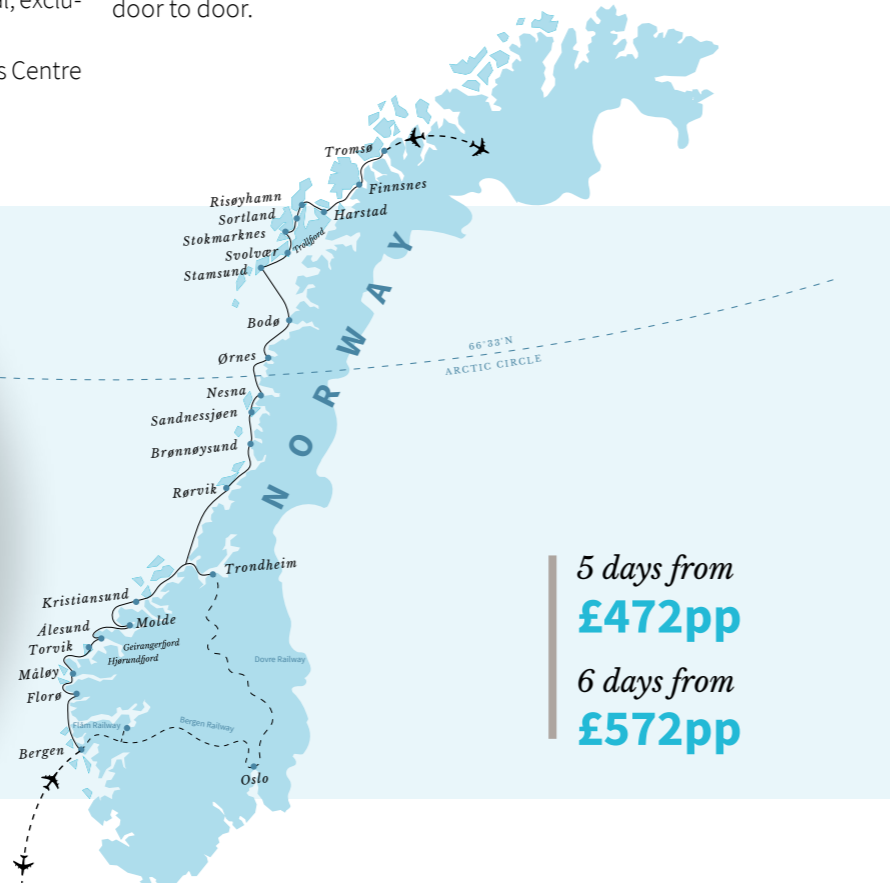 al, exclu-
s Centre
door to door.
Tromsø
Finnsnes
Risøyhamn
Harstad
Sortland
Stokmarknes
Trollfjord
Svolvær
Stamsund
NORWAY
Bodø
66°33'N
ARCTIC CIRCLE
Ørnes
Nesna
Sandnessjøen
Brønnøysund
Rørvik
Trondheim
Kristiansund
Molde
Ålesund
Geirangerfjord
Torvik
Hjørundfjord
Måløy
Florø
Dovre Railway
Flåm Railway
Bergen Railway
Bergen
Oslo
5 days from
£472pp
6 days from
£572pp